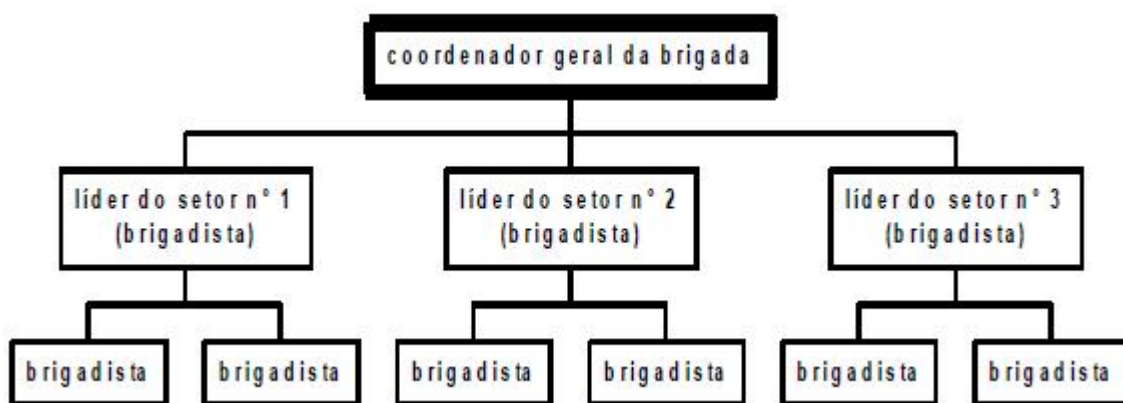 coordenador geral da brigada
líder do setor n° 1
(brigadista)
líder do setor n° 2
(brigadista)
líder do setor n° 3
(brigadista)
brigadista
brigadista
brigadista
brigadista
brigadista
brigadista